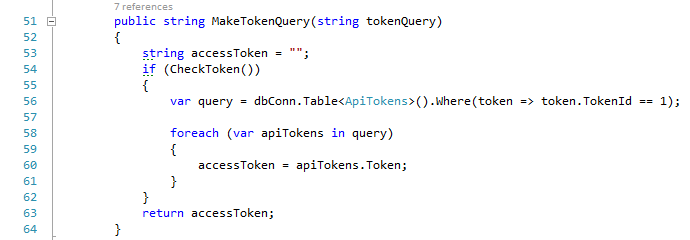 7 references
51 public string MakeTokenQuery(string tokenQuery)
52 {
53 string accessToken = "";
54 if (CheckToken())
55 {
56 var query = dbConn.Table<ApiTokens>().Where(token => token.TokenId == 1);
57
58 foreach (var apiTokens in query)
59 {
60 accessToken = apiTokens.Token;
61 }
62 }
63 return accessToken;
64 }